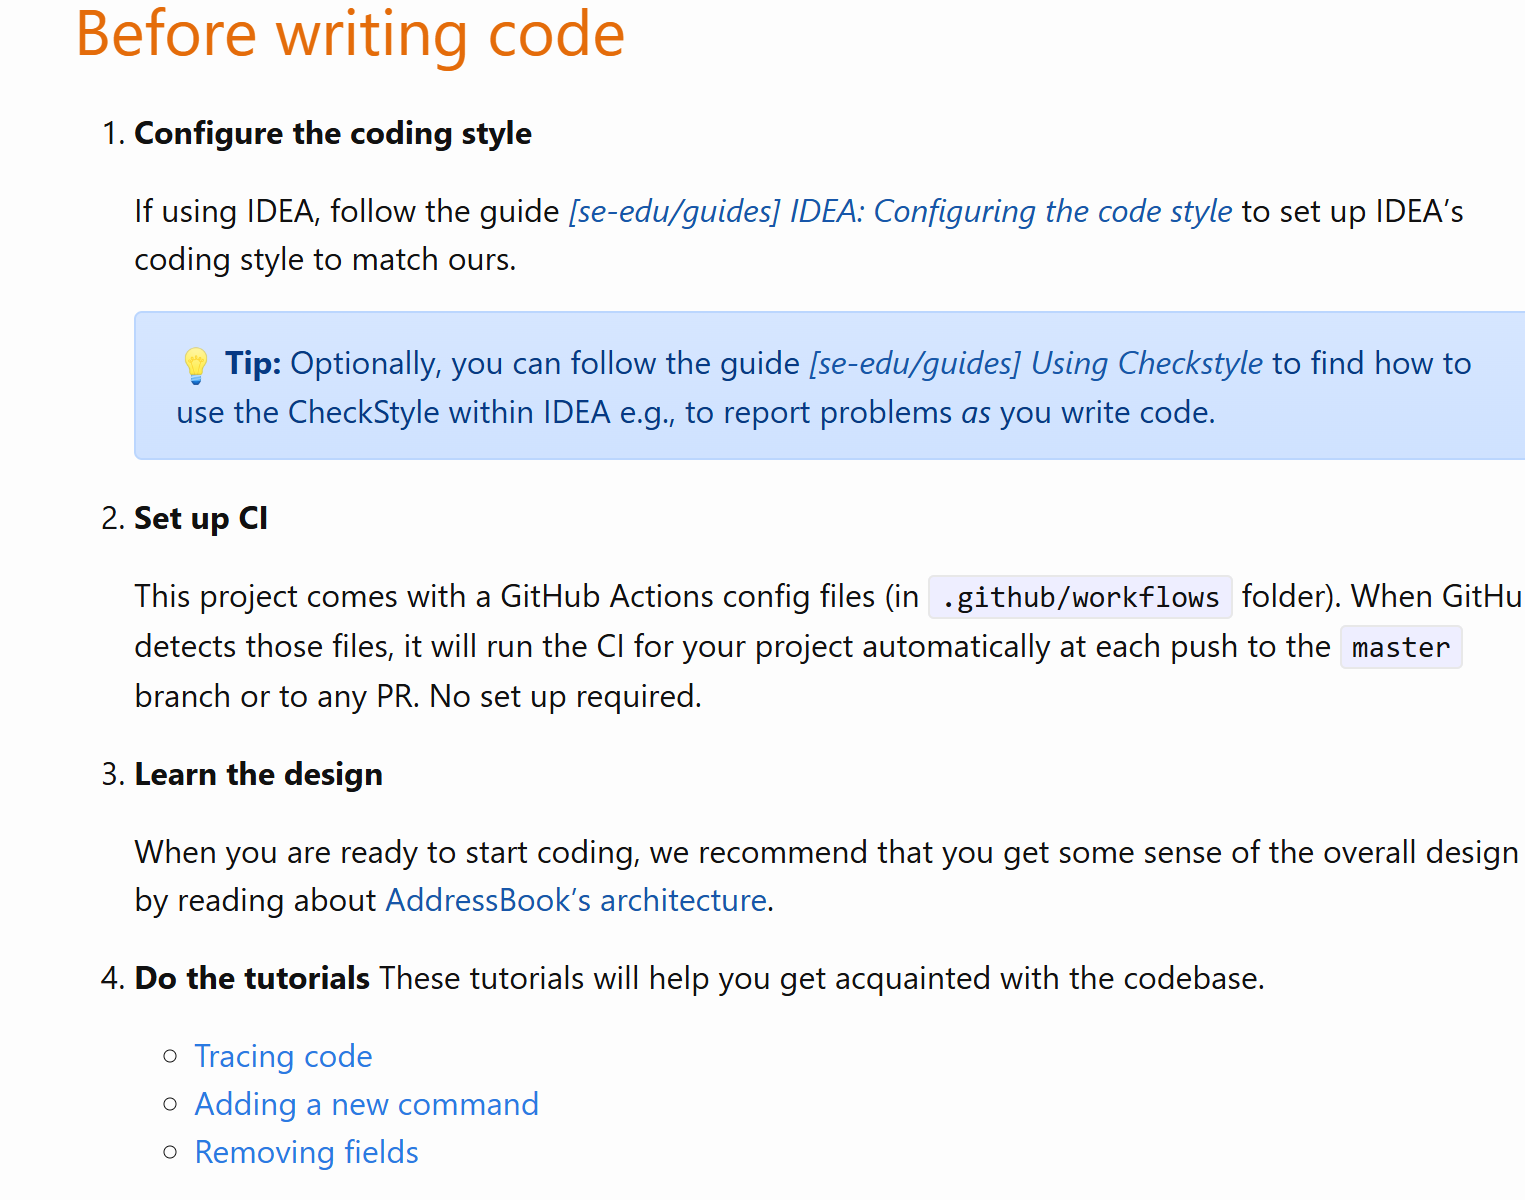 Before writing code
1. Configure the coding style
If using IDEA, follow the guide [se-edu/guides] IDEA: Configuring the code style to set up IDEA’s
coding style to match ours.
💡 Tip: Optionally, you can follow the guide [se-edu/guides] Using Checkstyle to find how to
use the CheckStyle within IDEA e.g., to report problems as you write code.
2. Set up CI
This project comes with a GitHub Actions config files (in .github/workflows folder). When GitHu
detects those files, it will run the CI for your project automatically at each push to the master
branch or to any PR. No set up required.
3. Learn the design
When you are ready to start coding, we recommend that you get some sense of the overall design
by reading about AddressBook’s architecture.
4. Do the tutorials These tutorials will help you get acquainted with the codebase.
○ Tracing code
○ Adding a new command
○ Removing fields